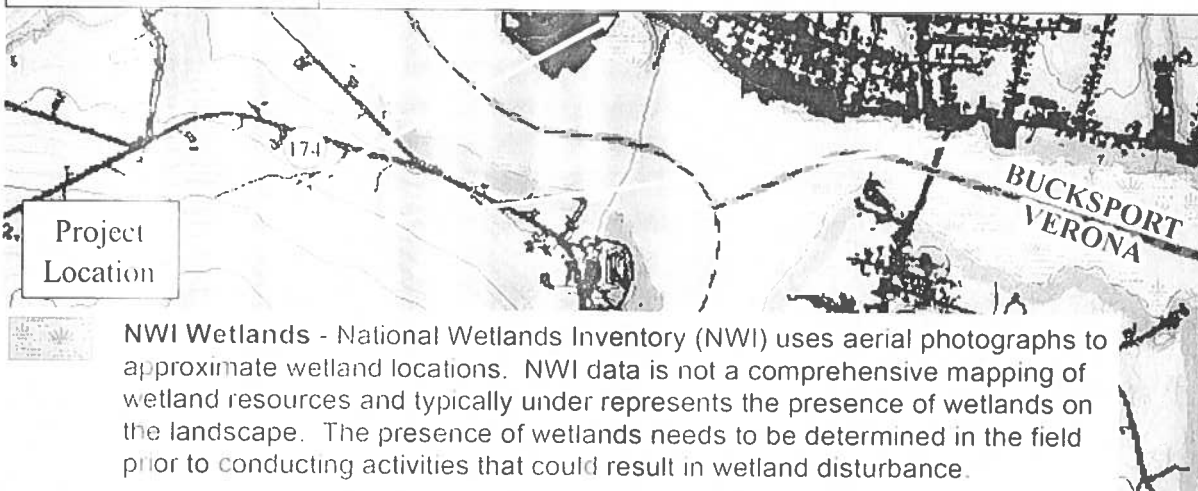 174
BUCKSPORT
VERONA
Project
Location
NWI Wetlands - National Wetlands Inventory (NWI) uses aerial photographs to
approximate wetland locations. NWI data is not a comprehensive mapping of
wetland resources and typically under represents the presence of wetlands on
the landscape. The presence of wetlands needs to be determined in the field
prior to conducting activities that could result in wetland disturbance.